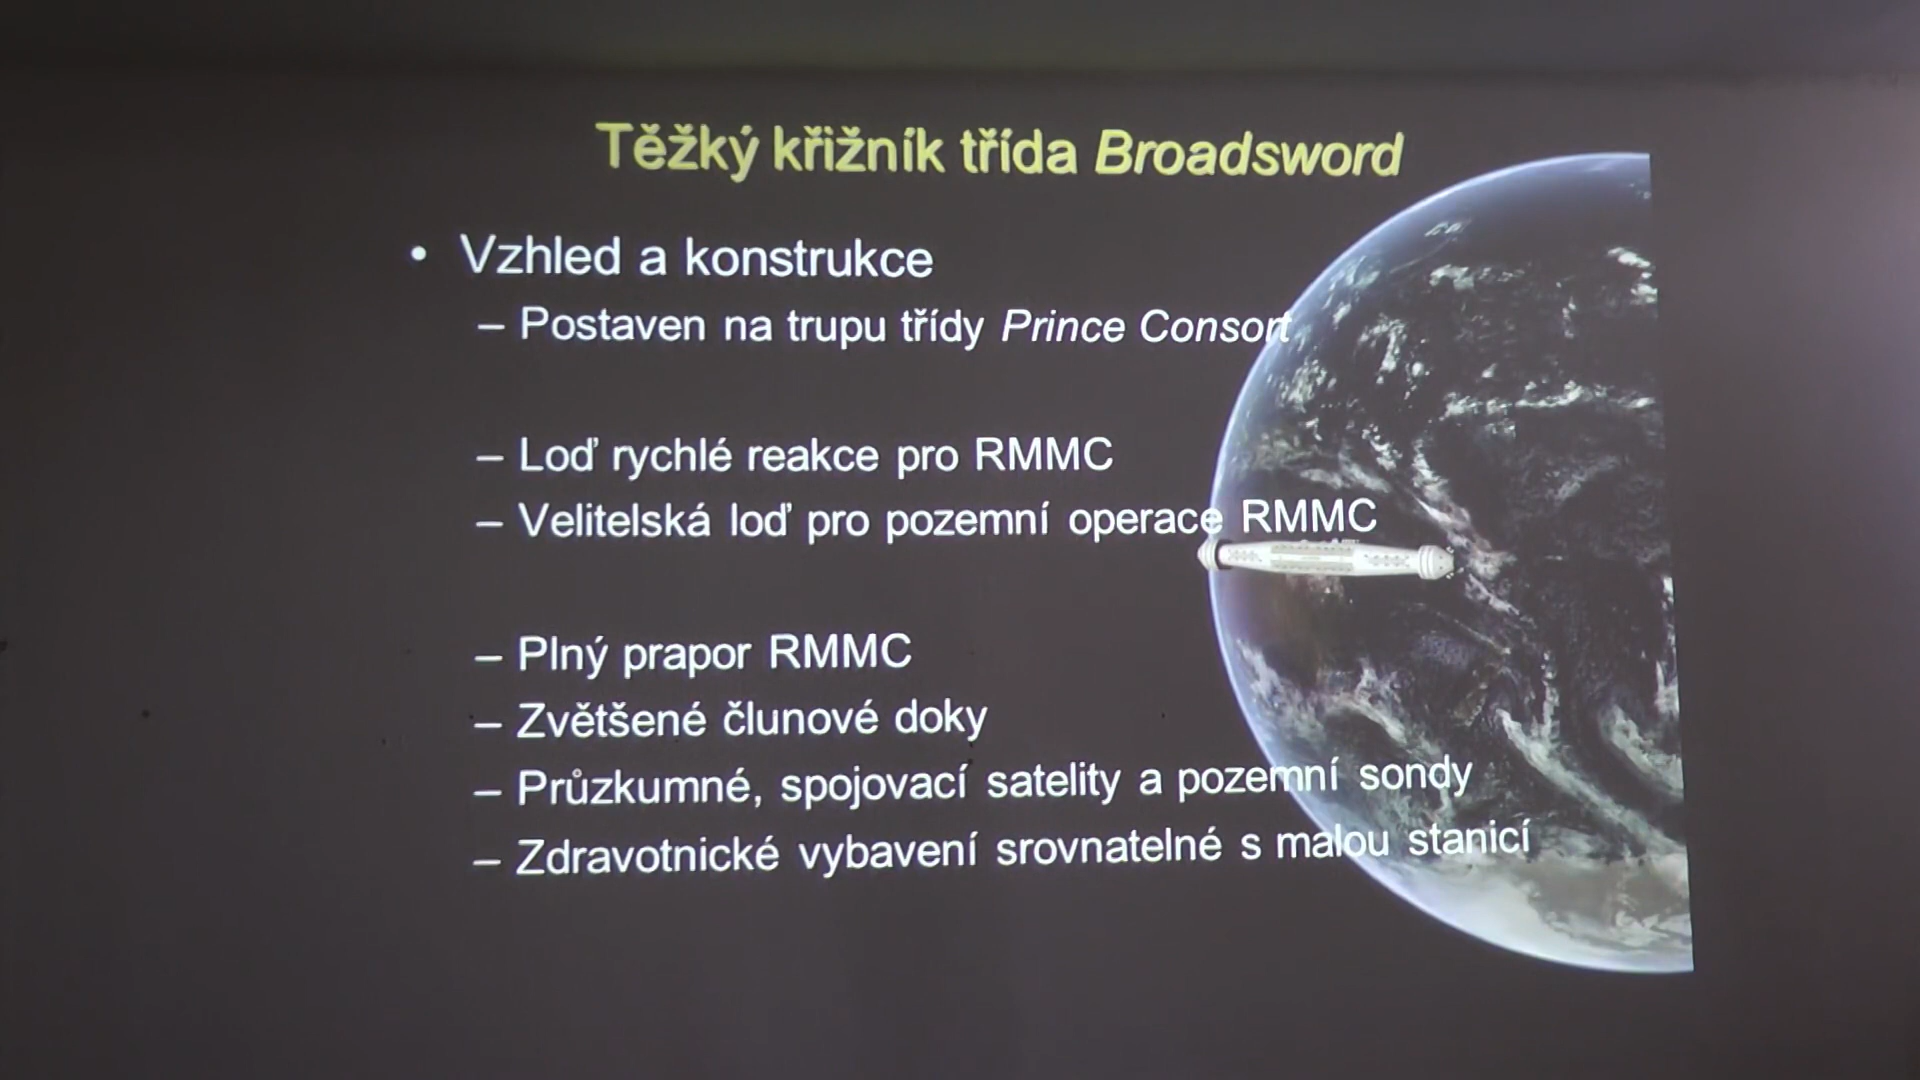 Těžký křižník třída Broadsword
• Vzhled a konstrukce
– Postaven na trupu třídy Prince Consort
– Loď rychlé reakce pro RMMC
– Velitelská loď pro pozemní operace RMMC
– Plný prapor RMMC
– Zvětšené člunové doky
– Průzkumné, spojovací satelity a pozemní sondy
– Zdravotnické vybavení srovnatelné s malou stanicí